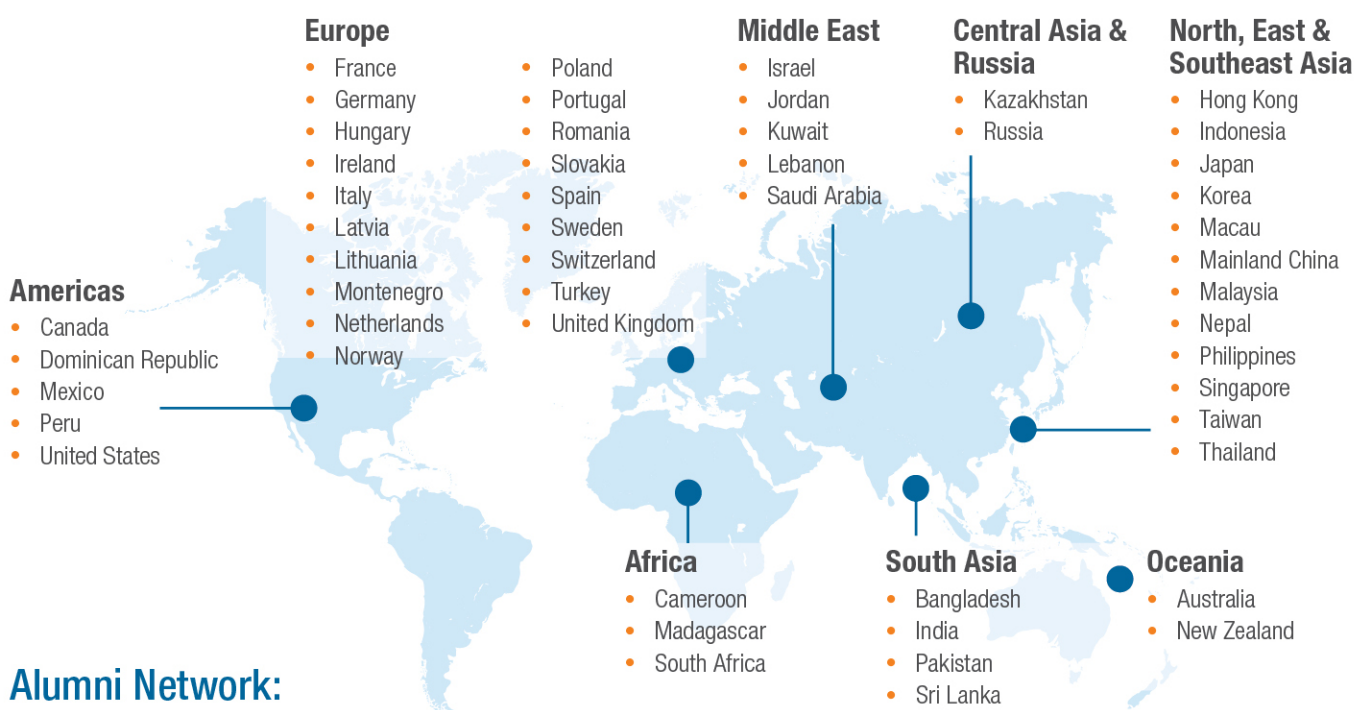 Europe
• France
• Germany
• Hungary
• Ireland
• Italy
• Latvia
• Lithuania
• Montenegro
• Netherlands
• Norway
• Poland
• Portugal
• Romania
• Slovakia
• Spain
• Sweden
• Switzerland
• Turkey
• United Kingdom
Middle East
• Israel
• Jordan
• Kuwait
• Lebanon
• Saudi Arabia
Central Asia &
Russia
• Kazakhstan
• Russia
North, East &
Southeast Asia
• Hong Kong
• Indonesia
• Japan
• Korea
• Macau
• Mainland China
• Malaysia
• Nepal
• Philippines
• Singapore
• Taiwan
• Thailand
Americas
• Canada
• Dominican Republic
• Mexico
• Peru
• United States
Africa
• Cameroon
• Madagascar
• South Africa
South Asia
• Bangladesh
• India
• Pakistan
• Sri Lanka
Oceania
• Australia
• New Zealand
Alumni Network: